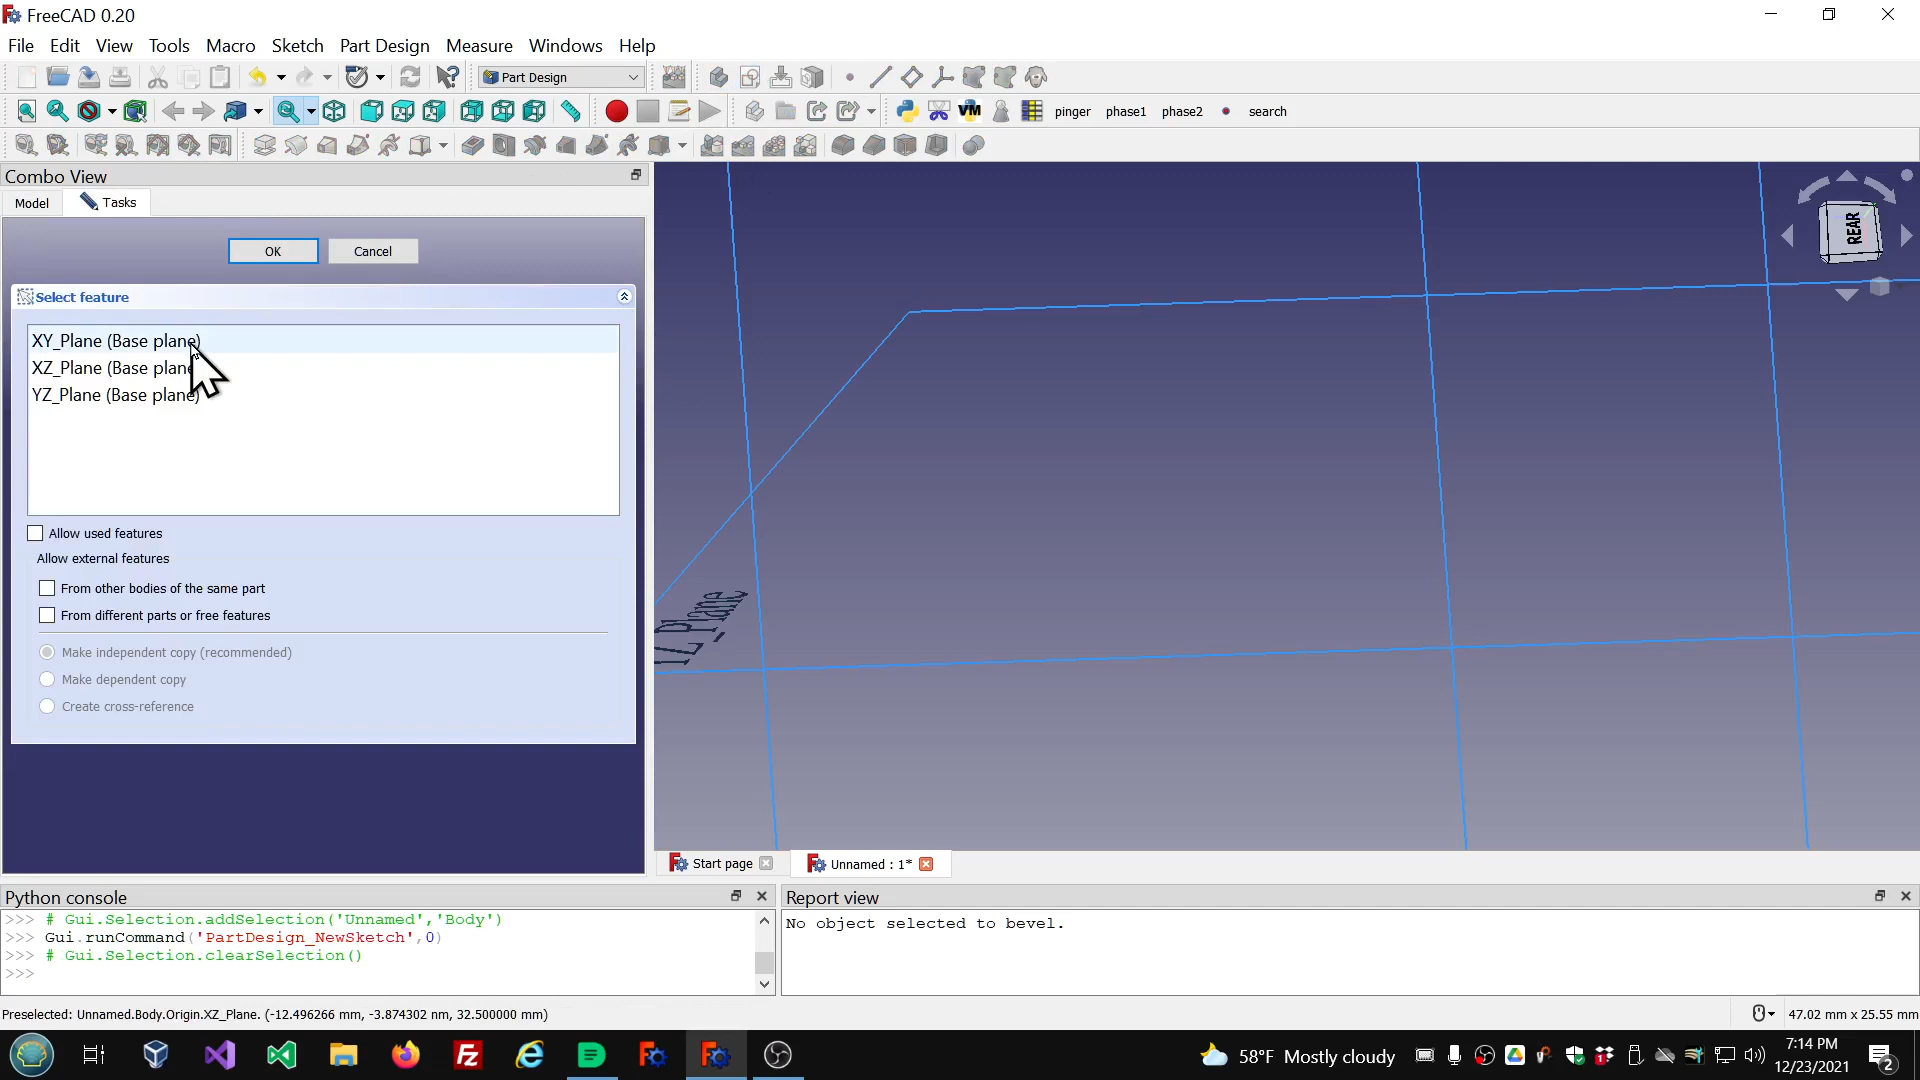 FreeCAD 0.20
File Edit View Tools Macro Sketch Part Design Measure Windows Help
Part Design
VM pinger phase1 phase2 search
Combo View
Model Tasks
OK Cancel
Select feature
XY_Plane (Base plane)
XZ_Plane (Base plane
YZ_Plane (Base plane)
Allow used features
Allow external features
From other bodies of the same part
From different parts or free features
Make independent copy (recommended)
Make dependent copy
Create cross-reference
REAR
Start page Unnamed : 1*
Python console
>>> # Gui.Selection.addSelection('Unnamed','Body')
>>> Gui.runCommand('PartDesign_NewSketch',0)
>>> # Gui.Selection.clearSelection()
>>>
Report view
No object selected to bevel.
Preselected: Unnamed.Body.Origin.XZ_Plane. (-12.496266 mm, -3.874302 nm, 32.500000 mm)
47.02 mm x 25.55 mm
58°F Mostly cloudy
7:14 PM
12/23/2021
2